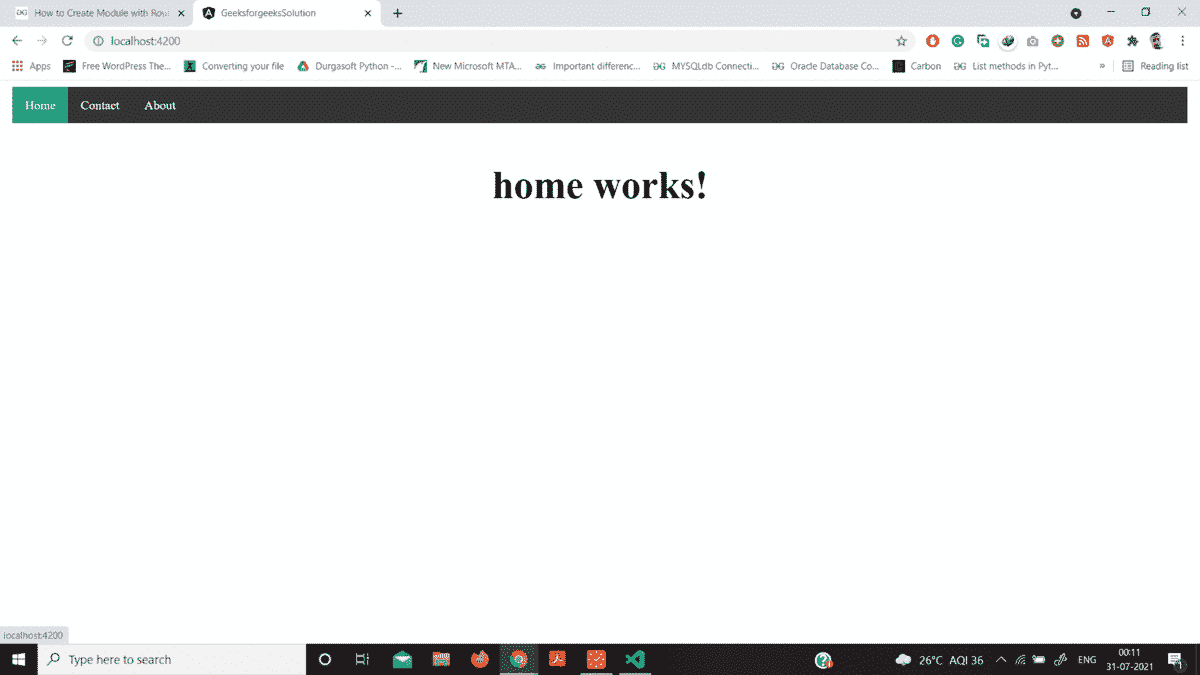 How to Create Module with Rou
GeeksforgeeksSolution
localhost:4200
Apps Free WordPress The... Converting your file Durgasoft Python -... New Microsoft MTA... Important differenc... MYSQLdb Connecti... Oracle Database Co... Carbon List methods in Pyt... » Reading list
Home Contact About
home works!
localhost:4200
Type here to search
26°C AQI 36 ENG 00:11
31-07-2021